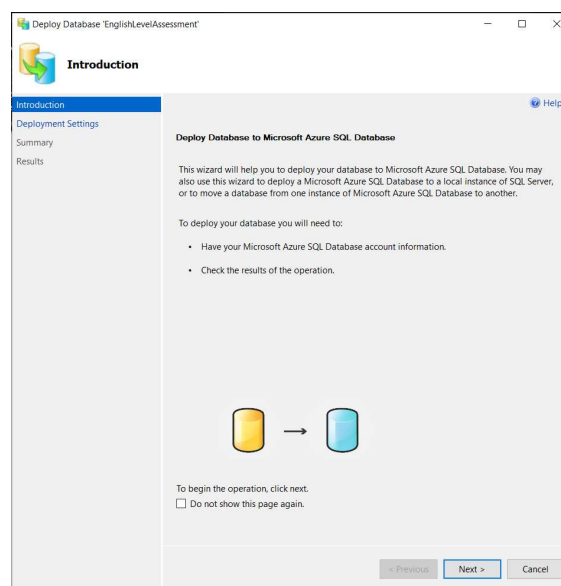 Deploy Database 'EnglishLevelAssessment'
Introduction
Introduction
Help
Deployment Settings
Summary
Results
Deploy Database to Microsoft Azure SQL Database
This wizard will help you to deploy your database to Microsoft Azure SQL Database. You may
also use this wizard to deploy a Microsoft Azure SQL Database to a local instance of SQL Server,
or to move a database from one instance of Microsoft Azure SQL Database to another.
To deploy your database you will need to:
• Have your Microsoft Azure SQL Database account information.
• Check the results of the operation.
To begin the operation, click next.
Do not show this page again.
< Previous
Next >
Cancel